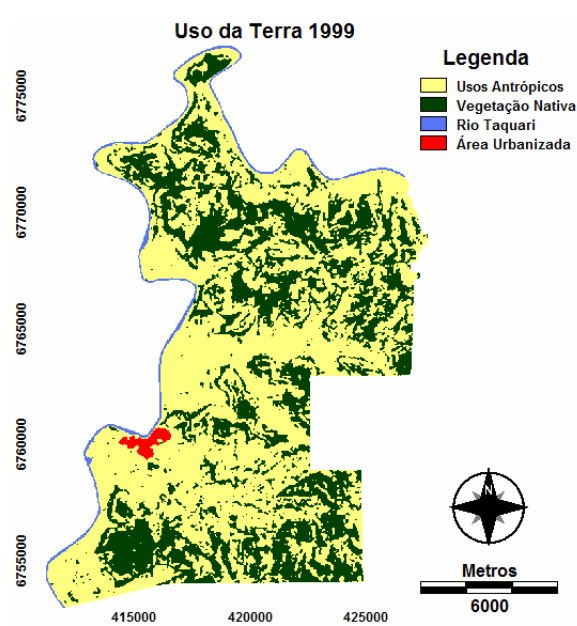 Uso da Terra 1999
Legenda
Usos Antrópicos
Vegetação Nativa
Rio Taquari
Área Urbanizada
6775000
6770000
6765000
6760000
6755000
N
Metros
6000
415000
420000
425000